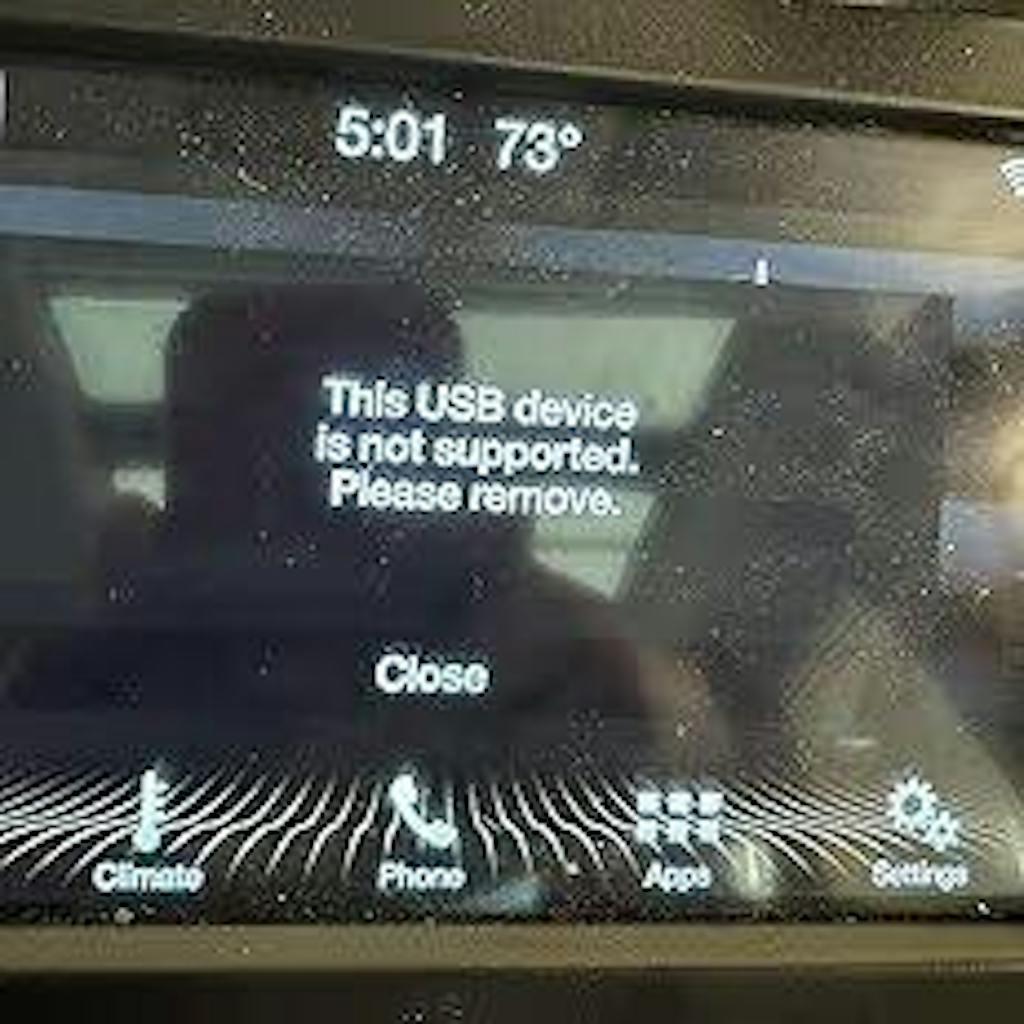 5:01 73°
This USB device
is not supported.
Please remove.
Close
Climate Phone Apps Settings